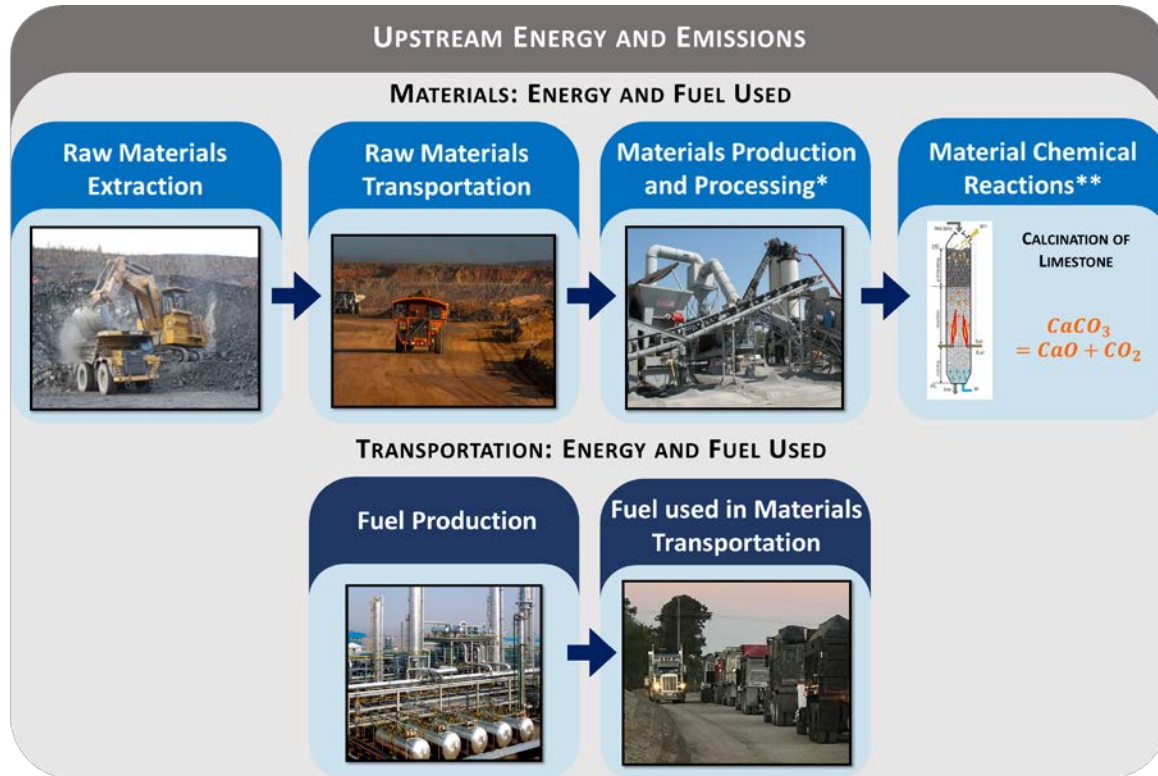 UPSTREAM ENERGY AND EMISSIONS
MATERIALS: ENERGY AND FUEL USED
Raw Materials
Extraction
Raw Materials
Transportation
Materials Production
and Processing*
Material Chemical
Reactions**
CALCINATION OF
LIMESTONE
CaCO₃
= CaO + CO₂
TRANSPORTATION: ENERGY AND FUEL USED
Fuel Production
Fuel used in Materials
Transportation